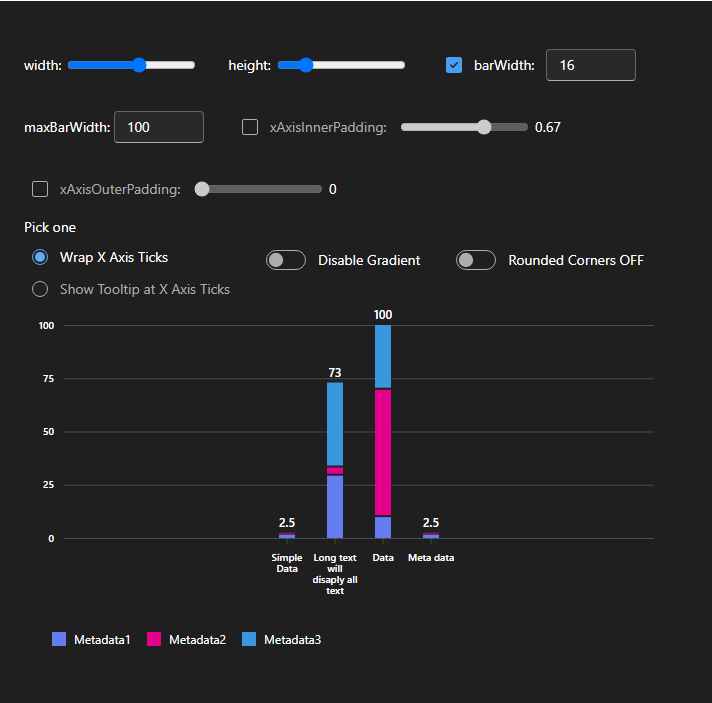 width: height: barWidth: 16
maxBarWidth: 100 xAxisInnerPadding: 0.67
xAxisOuterPadding: 0
Pick one
Wrap X Axis Ticks Disable Gradient Rounded Corners OFF
Show Tooltip at X Axis Ticks
100
75
50
25
0
2.5
73
100
2.5
Simple
Data
Long text
will
disaply all
text
Data
Meta data
Metadata1 Metadata2 Metadata3